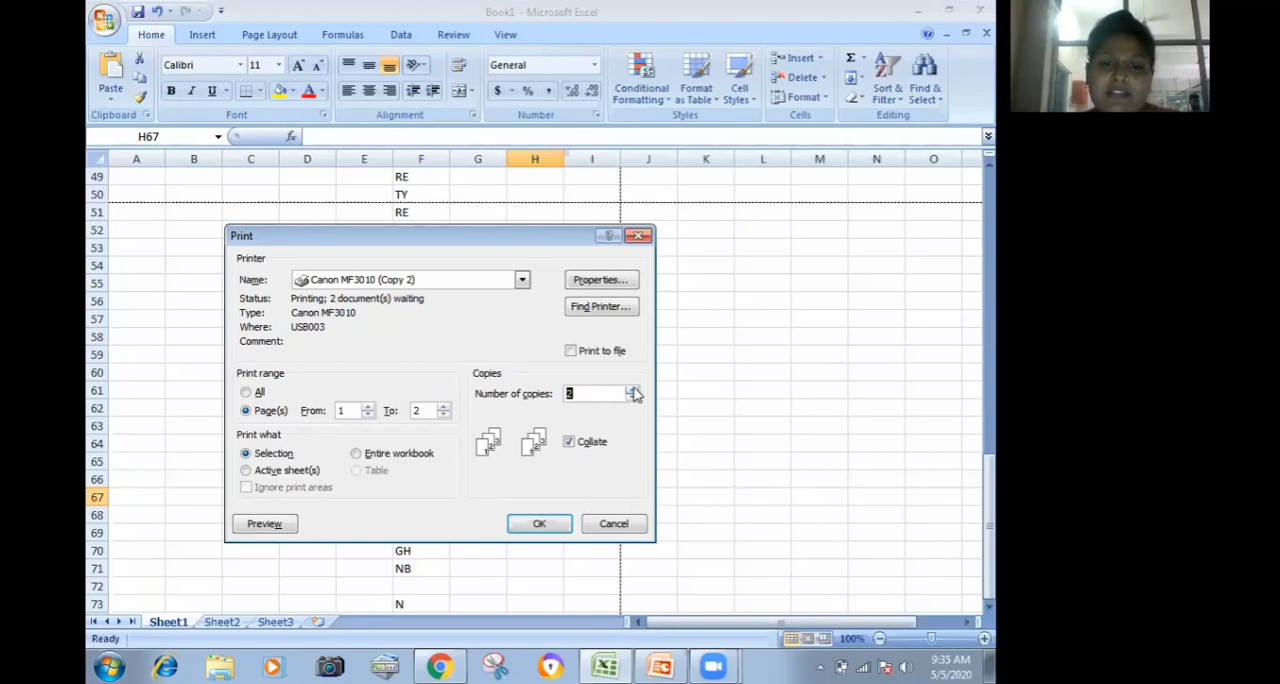 Book1 - Microsoft Excel
Home Insert Page Layout Formulas Data Review View
Calibri 11 A A General Σ
Paste B I U A $ % , Conditional Formatting Format as Table Cell Styles Insert Delete Format Sort & Filter Find & Select
Clipboard Font Alignment Number Styles Cells Editing
H67 fx
A B C D E F G H I J K L M N O
49 RE
50 TY
51 RE
52
53
54
55
56
57
58
59
60
61
62
63
64
65
66
67
68
69
70 GH
71 NB
72
73 N
Print
Printer
Name: Canon MF3010 (Copy 2) Properties...
Status: Printing; 2 document(s) waiting
Type: Canon MF3010 Find Printer...
Where: USB003
Comment:
Print to file
Print range Copies
All Number of copies: 2
Page(s) From: 1 To: 2
Print what
Collate
Selection Entire workbook
Active sheet(s) Table
Ignore print areas
Preview OK Cancel
Sheet1 Sheet2 Sheet3
Ready 100%
9:35 AM
5/5/2020